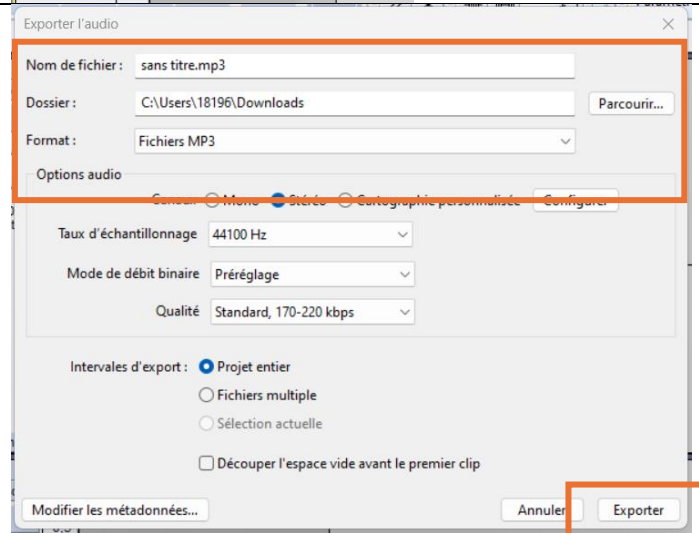 Exporter l'audio
Nom de fichier : sans titre.mp3
Dossier : C:\Users\18196\Downloads Parcourir...
Format : Fichiers MP3
Options audio
Canaux Mono Stéréo Cartographie personnalisée Configurer
Taux d'échantillonnage 44100 Hz
Mode de débit binaire Préréglage
Qualité Standard, 170-220 kbps
Intervales d'export : Projet entier
Fichiers multiple
Sélection actuelle
Découper l'espace vide avant le premier clip
Modifier les métadonnées... Annuler Exporter